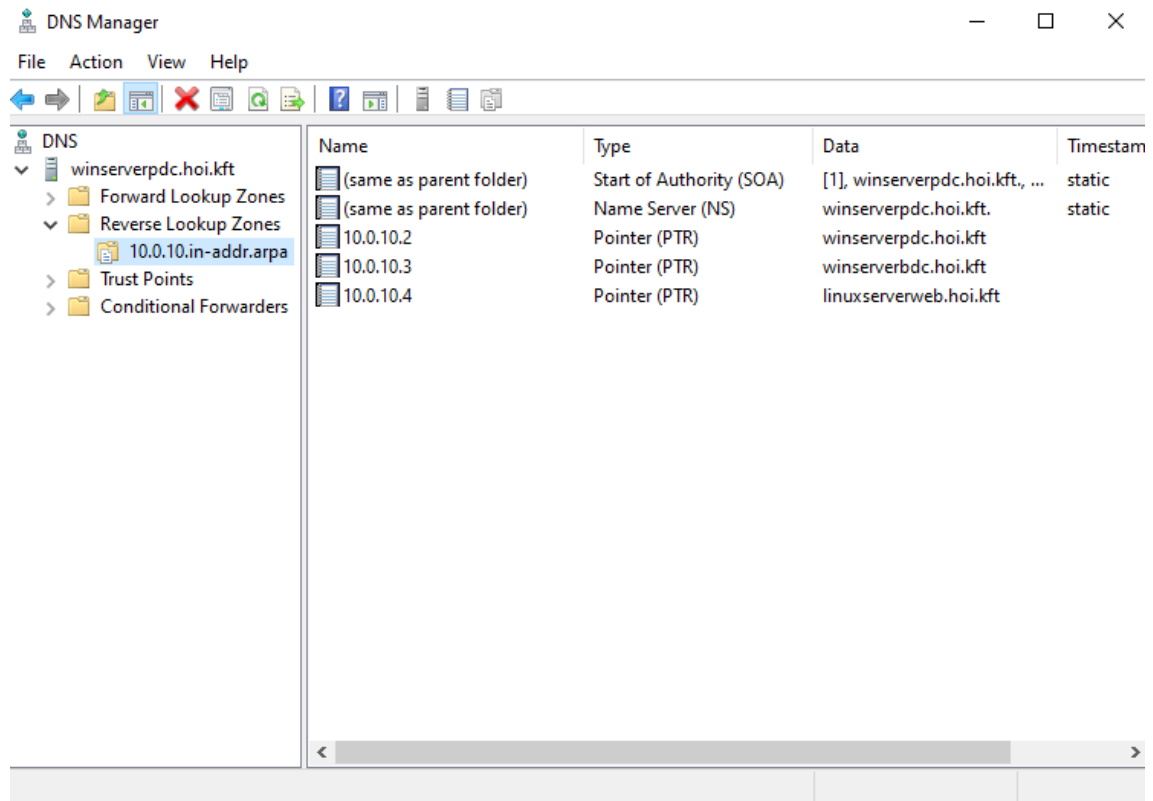 DNS Manager
File Action View Help
DNS
winserverpdc.hoi.kft
Forward Lookup Zones
Reverse Lookup Zones
10.0.10.in-addr.arpa
Trust Points
Conditional Forwarders
Name Type Data Timestam
(same as parent folder) Start of Authority (SOA) [1], winserverpdc.hoi.kft., ... static
(same as parent folder) Name Server (NS) winserverpdc.hoi.kft. static
10.0.10.2 Pointer (PTR) winserverpdc.hoi.kft
10.0.10.3 Pointer (PTR) winserverbdc.hoi.kft
10.0.10.4 Pointer (PTR) linuxserverweb.hoi.kft